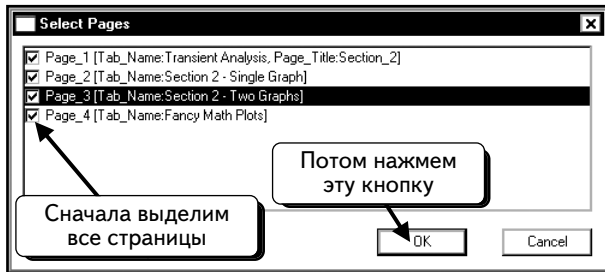 Select Pages
Page_1 [Tab_Name:Transient Analysis, Page_Title:Section_2]
Page_2 [Tab_Name:Section 2 - Single Graph]
Page_3 [Tab_Name:Section 2 - Two Graphs]
Page_4 [Tab_Name:Fancy Math Plots]
Потом нажмем
эту кнопку
Сначала выделим
все страницы
OK
Cancel